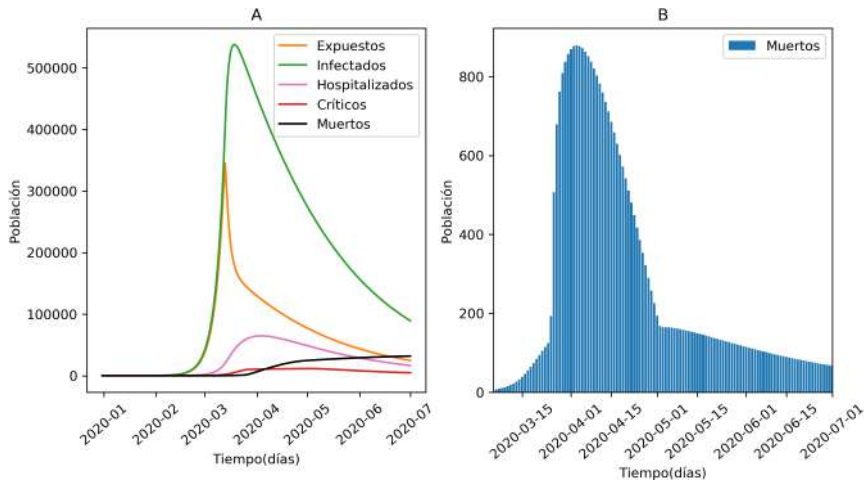 A
Expuestos
Infectados
Hospitalizados
Críticos
Muertos
500000
400000
300000
200000
100000
0
Población
2020-01
2020-02
2020-03
2020-04
2020-05
2020-06
2020-07
Tiempo(días)
B
Muertos
800
600
400
200
0
Población
2020-03-15
2020-04-01
2020-04-15
2020-05-01
2020-05-15
2020-06-01
2020-06-15
2020-07-01
Tiempo(días)